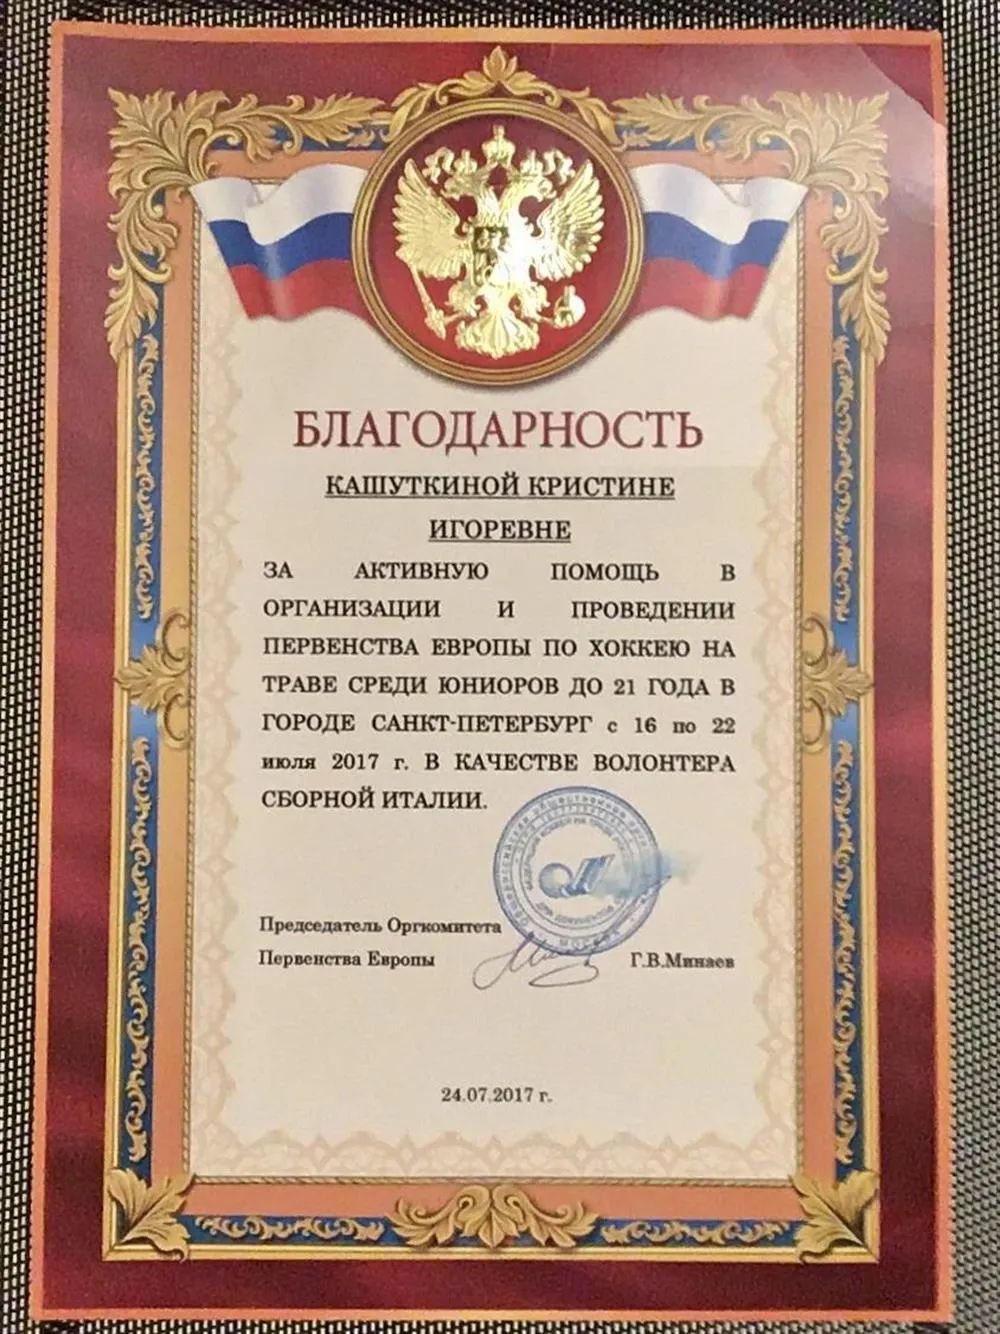 БЛАГОДАРНОСТЬ
КАШУТКИНОЙ КРИСТИНЕ
ИГОРЕВНЕ
ЗА АКТИВНУЮ ПОМОЩЬ В
ОРГАНИЗАЦИИ И ПРОВЕДЕНИИ
ПЕРВЕНСТВА ЕВРОПЫ ПО ХОККЕЮ НА
ТРАВЕ СРЕДИ ЮНИОРОВ ДО 21 ГОДА В
ГОРОДЕ САНКТ-ПЕТЕРБУРГ с 16 по 22
июля 2017 г. В КАЧЕСТВЕ ВОЛОНТЕРА
СБОРНОЙ ИТАЛИИ.
Председатель Оргкомитета
Первенства Европы Г.В.Минаев
24.07.2017 г.